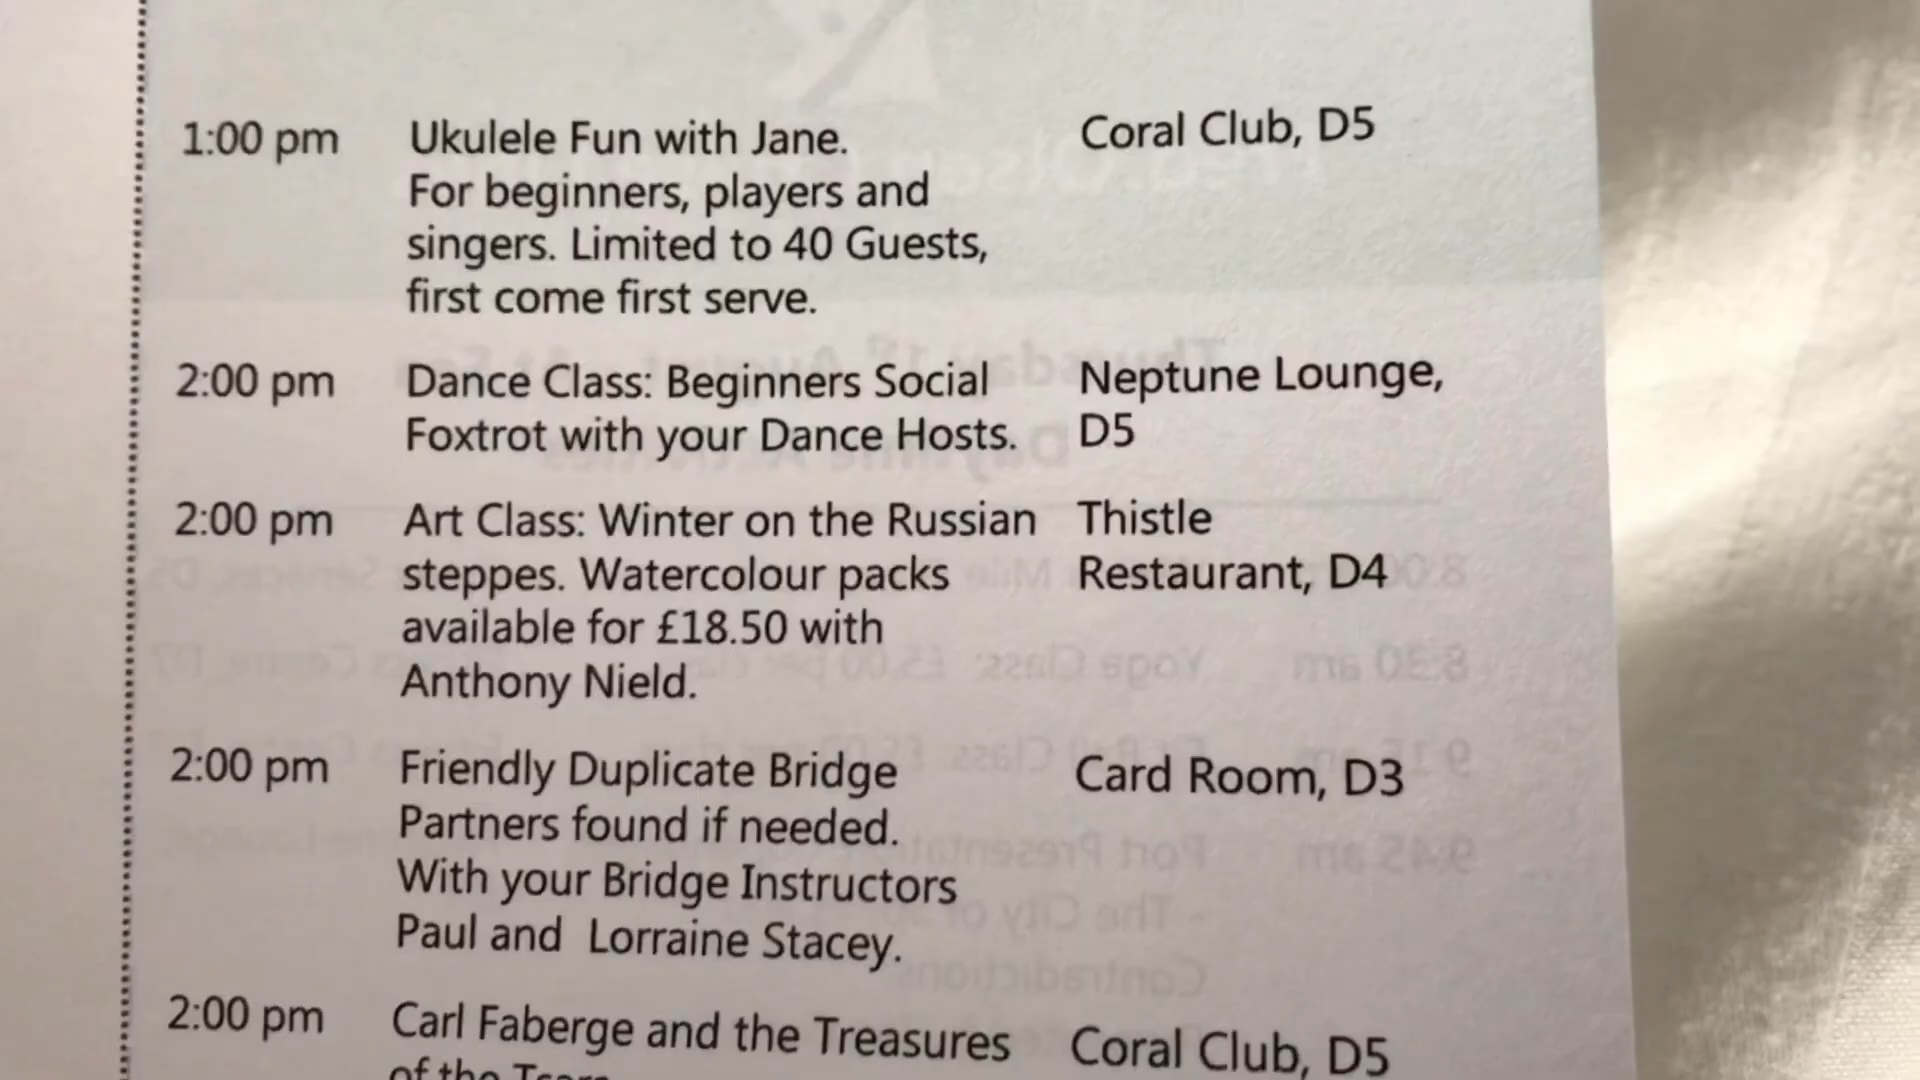 1:00 pm Ukulele Fun with Jane. Coral Club, D5
For beginners, players and
singers. Limited to 40 Guests,
first come first serve.
2:00 pm Dance Class: Beginners Social Neptune Lounge,
Foxtrot with your Dance Hosts. D5
2:00 pm Art Class: Winter on the Russian Thistle
steppes. Watercolour packs Restaurant, D4
available for £18.50 with
Anthony Nield.
2:00 pm Friendly Duplicate Bridge Card Room, D3
Partners found if needed.
With your Bridge Instructors
Paul and Lorraine Stacey.
2:00 pm Carl Faberge and the Treasures Coral Club, D5
of the